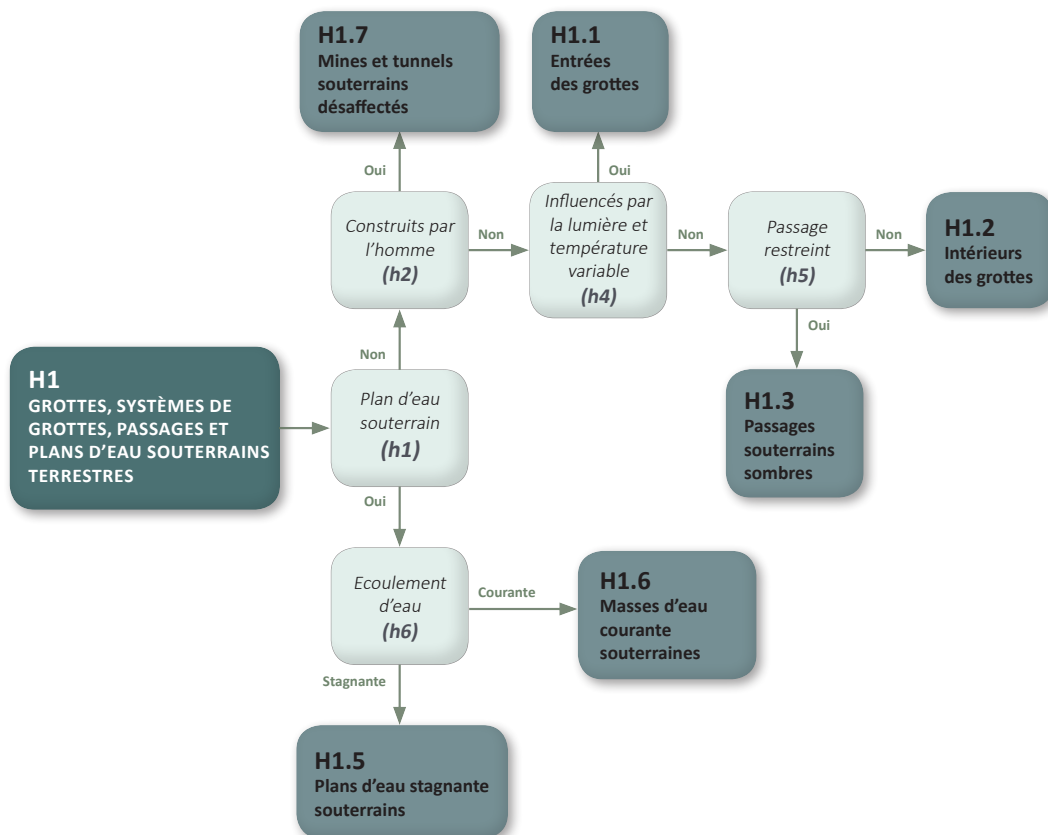 H1.7
Mines et tunnels
souterrains
désaffectés
H1.1
Entrées
des grottes
Oui
Oui
Construits par
l’homme
(h2)
Non
Influencés par
la lumière et
température
variable
(h4)
Non
Passage
restreint
(h5)
Non
H1.2
Intérieurs
des grottes
Non
Oui
H1
GROTTES, SYSTÈMES DE
GROTTES, PASSAGES ET
PLANS D’EAU SOUTERRAINS
TERRESTRES
Plan d’eau
souterrain
(h1)
H1.3
Passages
souterrains
sombres
Oui
Ecoulement
d’eau
(h6)
Courante
H1.6
Masses d’eau
courante
souterraines
Stagnante
H1.5
Plans d’eau stagnante
souterrains